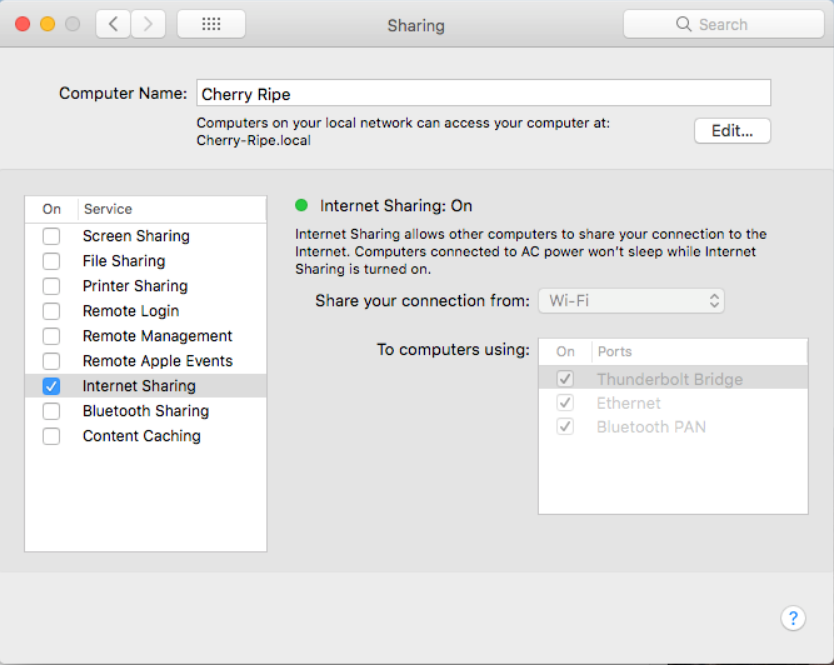 Sharing
Search
Computer Name: Cherry Ripe
Computers on your local network can access your computer at:
Cherry-Ripe.local
Edit...
On Service
Screen Sharing
File Sharing
Printer Sharing
Remote Login
Remote Management
Remote Apple Events
Internet Sharing
Bluetooth Sharing
Content Caching
Internet Sharing: On
Internet Sharing allows other computers to share your connection to the
Internet. Computers connected to AC power won't sleep while Internet
Sharing is turned on.
Share your connection from: Wi-Fi
To computers using:
On Ports
Thunderbolt Bridge
Ethernet
Bluetooth PAN
?